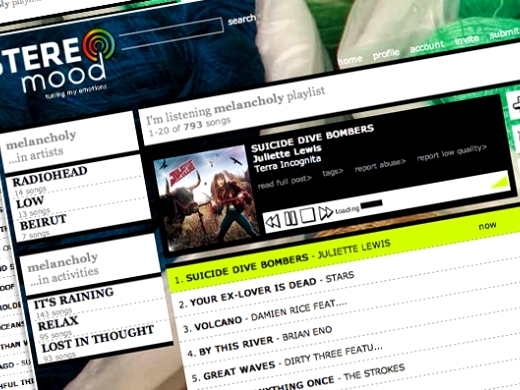 STEREO
mood
tuning my emotions
search
home profile account invite submit
I'm listening melancholy playlist
1-20 of 793 songs
melancholy
...in artists
RADIOHEAD
14 songs
LOW
13 songs
BEIRUT
7 songs
melancholy
...in activities
IT'S RAINING
143 songs
RELAX
95 songs
LOST IN THOUGHT
93 songs
SUICIDE DIVE BOMBERS
Juliette Lewis
Terra Incognita
read full post> tags> report abuse> report low quality>
Loading
now
1. SUICIDE DIVE BOMBERS - JULIETTE LEWIS
2. YOUR EX-LOVER IS DEAD - STARS
3. VOLCANO - DAMIEN RICE FEAT....
4. BY THIS RIVER - BRIAN ENO
5. GREAT WAVES - DIRTY THREE FEATU...
ONCE - THE STROKES